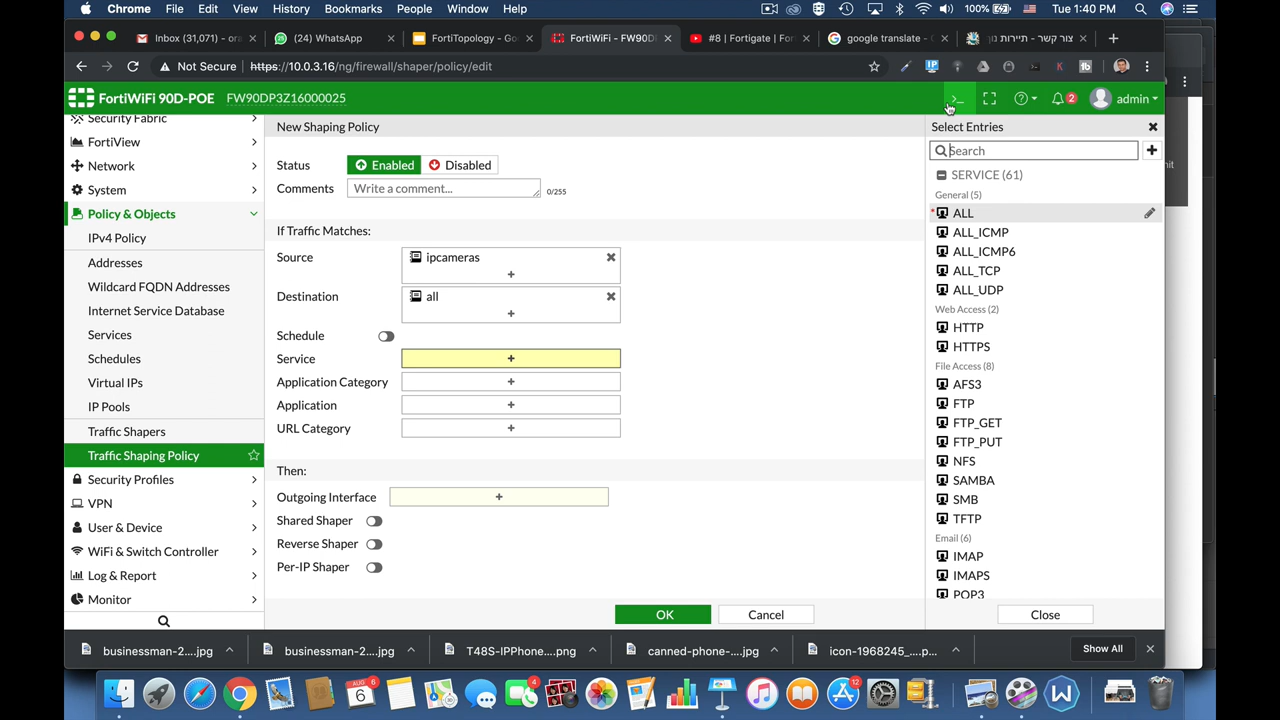 Chrome File Edit View History Bookmarks People Window Help 100% Tue 1:40 PM
Inbox (31,071) - ora
(24) WhatsApp
FortiTopology - Go
FortiWiFi - FW90D
#8 | Fortigate | For
google translate - G
צור קשר - תיירות נוף
Not Secure https://10.0.3.16/ng/firewall/shaper/policy/edit
FortiWiFi 90D-POE FW90DP3Z16000025 2 admin
Security Fabric
FortiView
Network
System
Policy & Objects
IPv4 Policy
Addresses
Wildcard FQDN Addresses
Internet Service Database
Services
Schedules
Virtual IPs
IP Pools
Traffic Shapers
Traffic Shaping Policy
Security Profiles
VPN
User & Device
WiFi & Switch Controller
Log & Report
Monitor
New Shaping Policy
Status Enabled Disabled
Comments Write a comment... 0/255
If Traffic Matches:
Source ipcameras
Destination all
Schedule
Service
Application Category
Application
URL Category
Then:
Outgoing Interface
Shared Shaper
Reverse Shaper
Per-IP Shaper
OK Cancel
Select Entries
Search
SERVICE (61)
General (5)
ALL
ALL_ICMP
ALL_ICMP6
ALL_TCP
ALL_UDP
Web Access (2)
HTTP
HTTPS
File Access (8)
AFS3
FTP
FTP_GET
FTP_PUT
NFS
SAMBA
SMB
TFTP
Email (6)
IMAP
IMAPS
POP3
Close
businessman-2....jpg
businessman-2....jpg
T48S-IPPhone....png
canned-phone-....jpg
icon-1968245_....p...
Show All